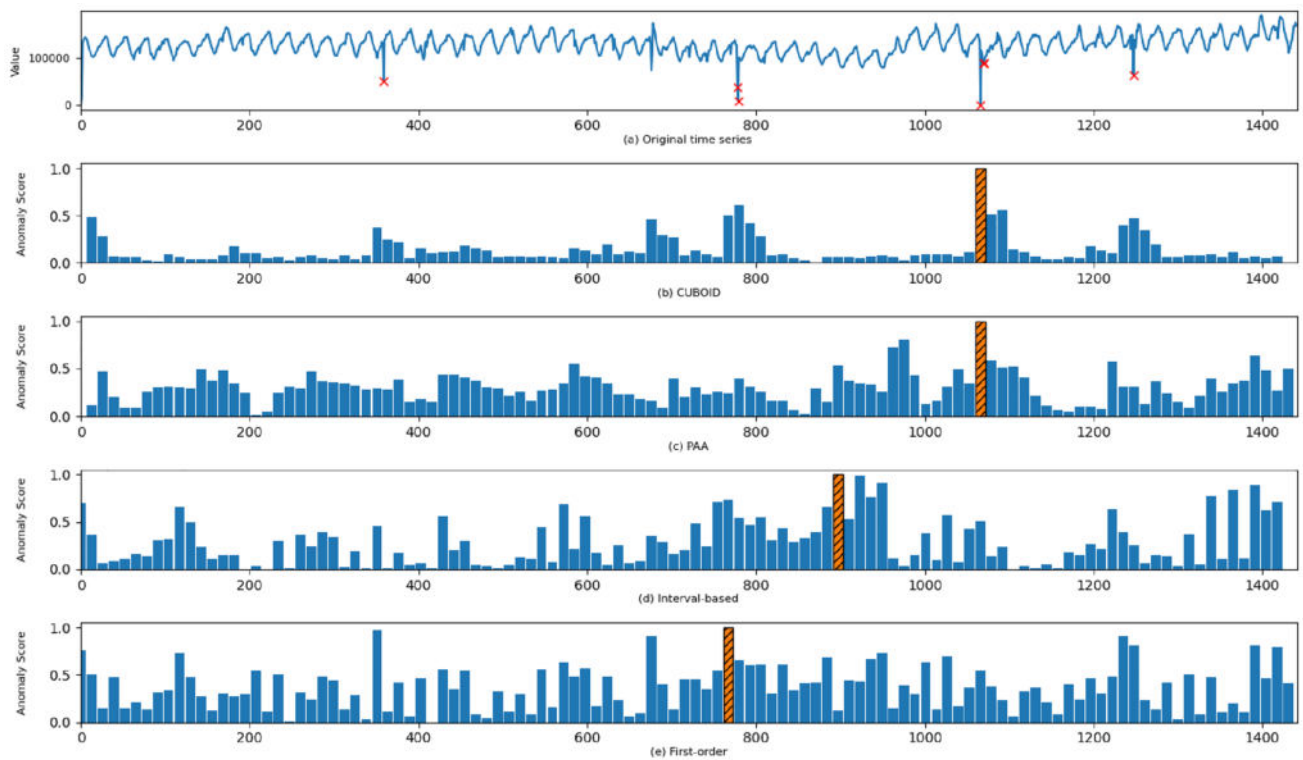 Value
100000
0
0 200 400 600 800 1000 1200 1400
(a) Original time series
Anomaly Score
1.0
0.5
0.0
0 200 400 600 800 1000 1200 1400
(b) CUBOID
Anomaly Score
1.0
0.5
0.0
0 200 400 600 800 1000 1200 1400
(c) PAA
Anomaly Score
1.0
0.5
0.0
0 200 400 600 800 1000 1200 1400
(d) Interval-based
Anomaly Score
1.0
0.5
0.0
0 200 400 600 800 1000 1200 1400
(e) First-order